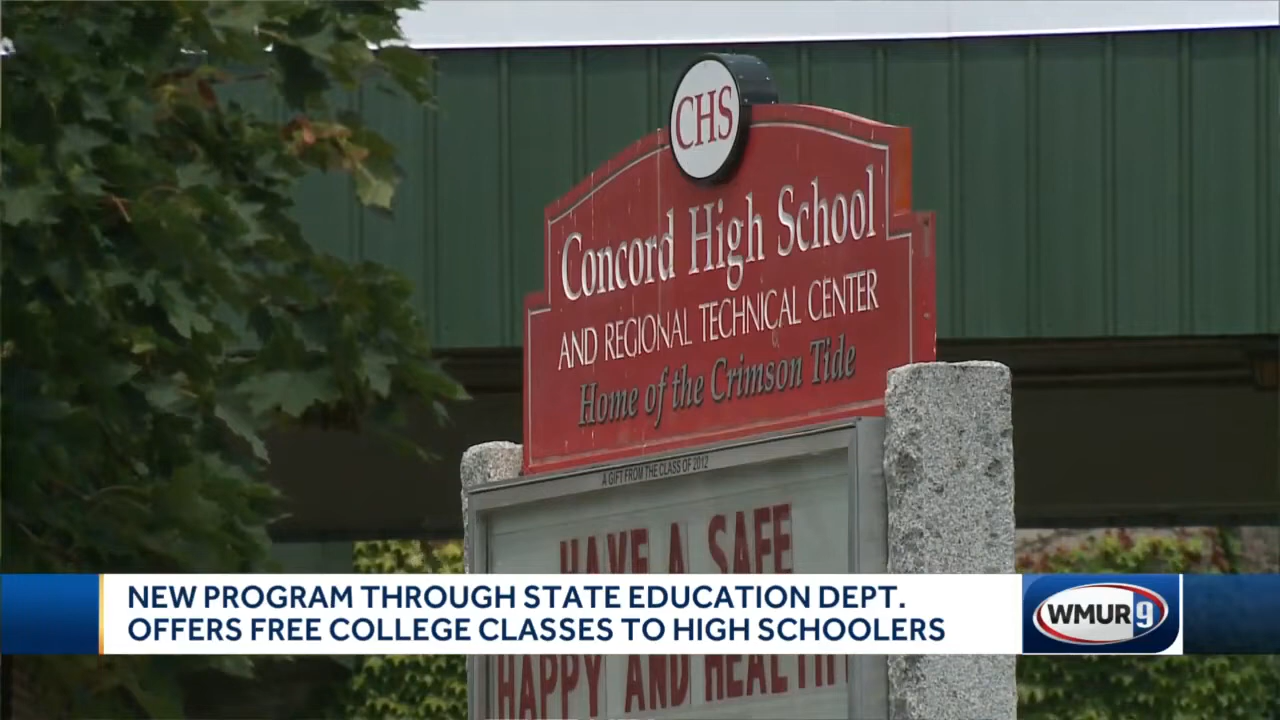 CHS
Concord High School
AND REGIONAL TECHNICAL CENTER
Home of the Crimson Tide
A GIFT FROM THE CLASS OF 2012
HAVE A SAFE
NEW PROGRAM THROUGH STATE EDUCATION DEPT.
OFFERS FREE COLLEGE CLASSES TO HIGH SCHOOLERS
WMUR 9
HAPPY AND HEALTHY